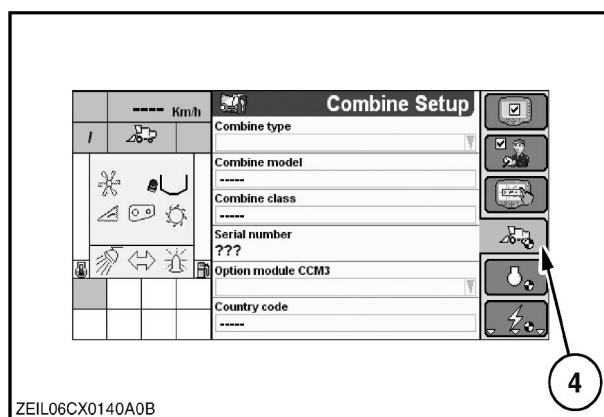 ---- Km/h
Combine Setup
I
Combine type
Combine model
-----
Combine class
-----
Serial number
???
Option module CCM3
Country code
-----
4
ZEIL06CX0140A0B